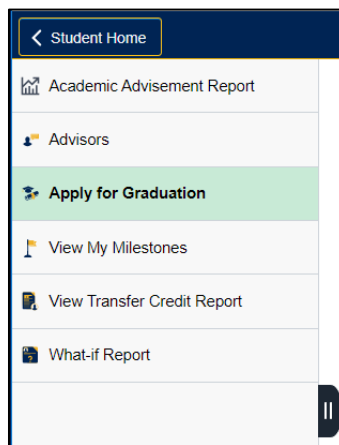 Student Home
Academic Advisement Report
Advisors
Apply for Graduation
View My Milestones
View Transfer Credit Report
What-if Report